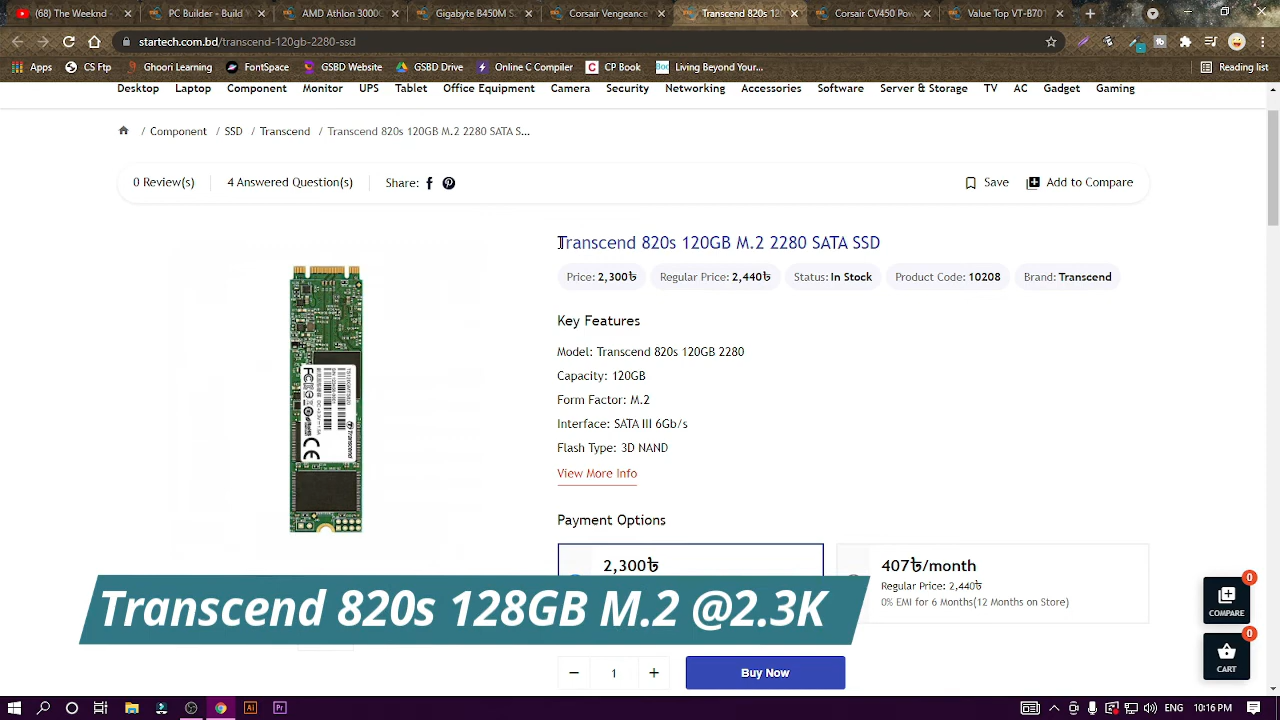 (68) The Weeknd
PC Builder - Build Y
AMD Athlon 3000G
Gigabyte B450M S
Corsair Vengeance
Transcend 820s 12
Corsair CV450 Pow
Value Top VT-B701
startech.com.bd/transcend-120gb-2280-ssd
Apps
CS Ftp
Ghoori Learning
FontSpace
GSBD Website
GSBD Drive
Online C Compiler
CP Book
Living Beyond Your...
Reading list
Desktop Laptop Component Monitor UPS Tablet Office Equipment Camera Security Networking Accessories Software Server & Storage TV AC Gadget Gaming
/ Component / SSD / Transcend / Transcend 820s 120GB M.2 2280 SATA S...
0 Review(s) 4 Answered Question(s) Share: Save Add to Compare
Transcend 820s 120GB M.2 2280 SATA SSD
Price: 2,300৳ Regular Price: 2,440৳ Status: In Stock Product Code: 10208 Brand: Transcend
Key Features
Model: Transcend 820s 120GB 2280
Capacity: 120GB
Form Factor: M.2
Interface: SATA III 6Gb/s
Flash Type: 3D NAND
View More Info
Payment Options
2,300৳
407৳/month
Regular Price: 2,440৳
0% EMI for 6 Months(12 Months on Store)
Transcend 820s 128GB M.2 @2.3K
0
COMPARE
0
CART
− 1 +
Buy Now
Transcend
ENG 10:16 PM